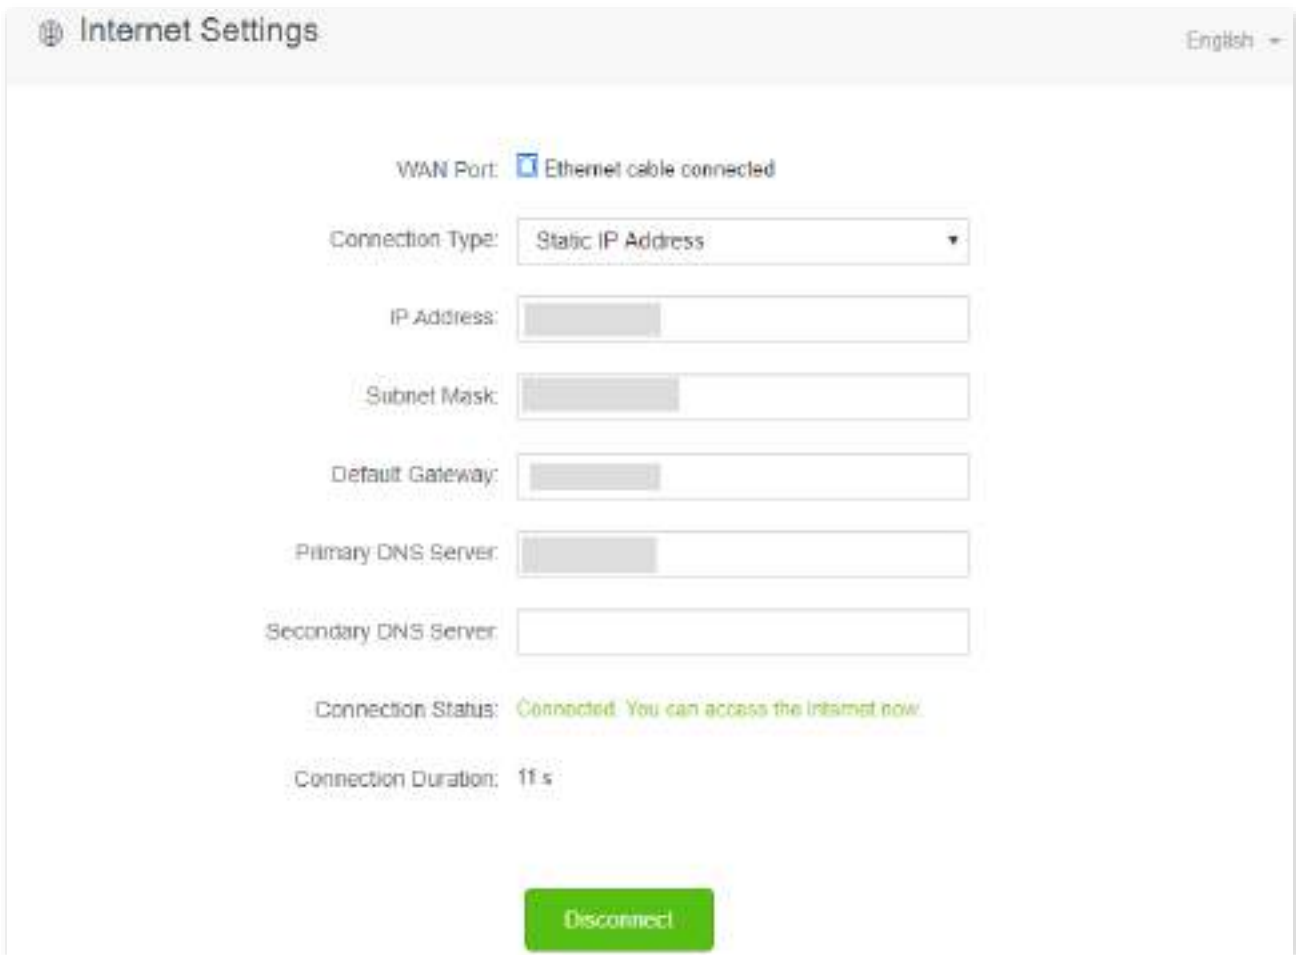 Internet Settings
English
WAN Port: Ethernet cable connected
Connection Type: Static IP Address
IP Address:
Subnet Mask:
Default Gateway:
Primary DNS Server:
Secondary DNS Server:
Connection Status: Connected. You can access the internet now.
Connection Duration: 11 s
Disconnect